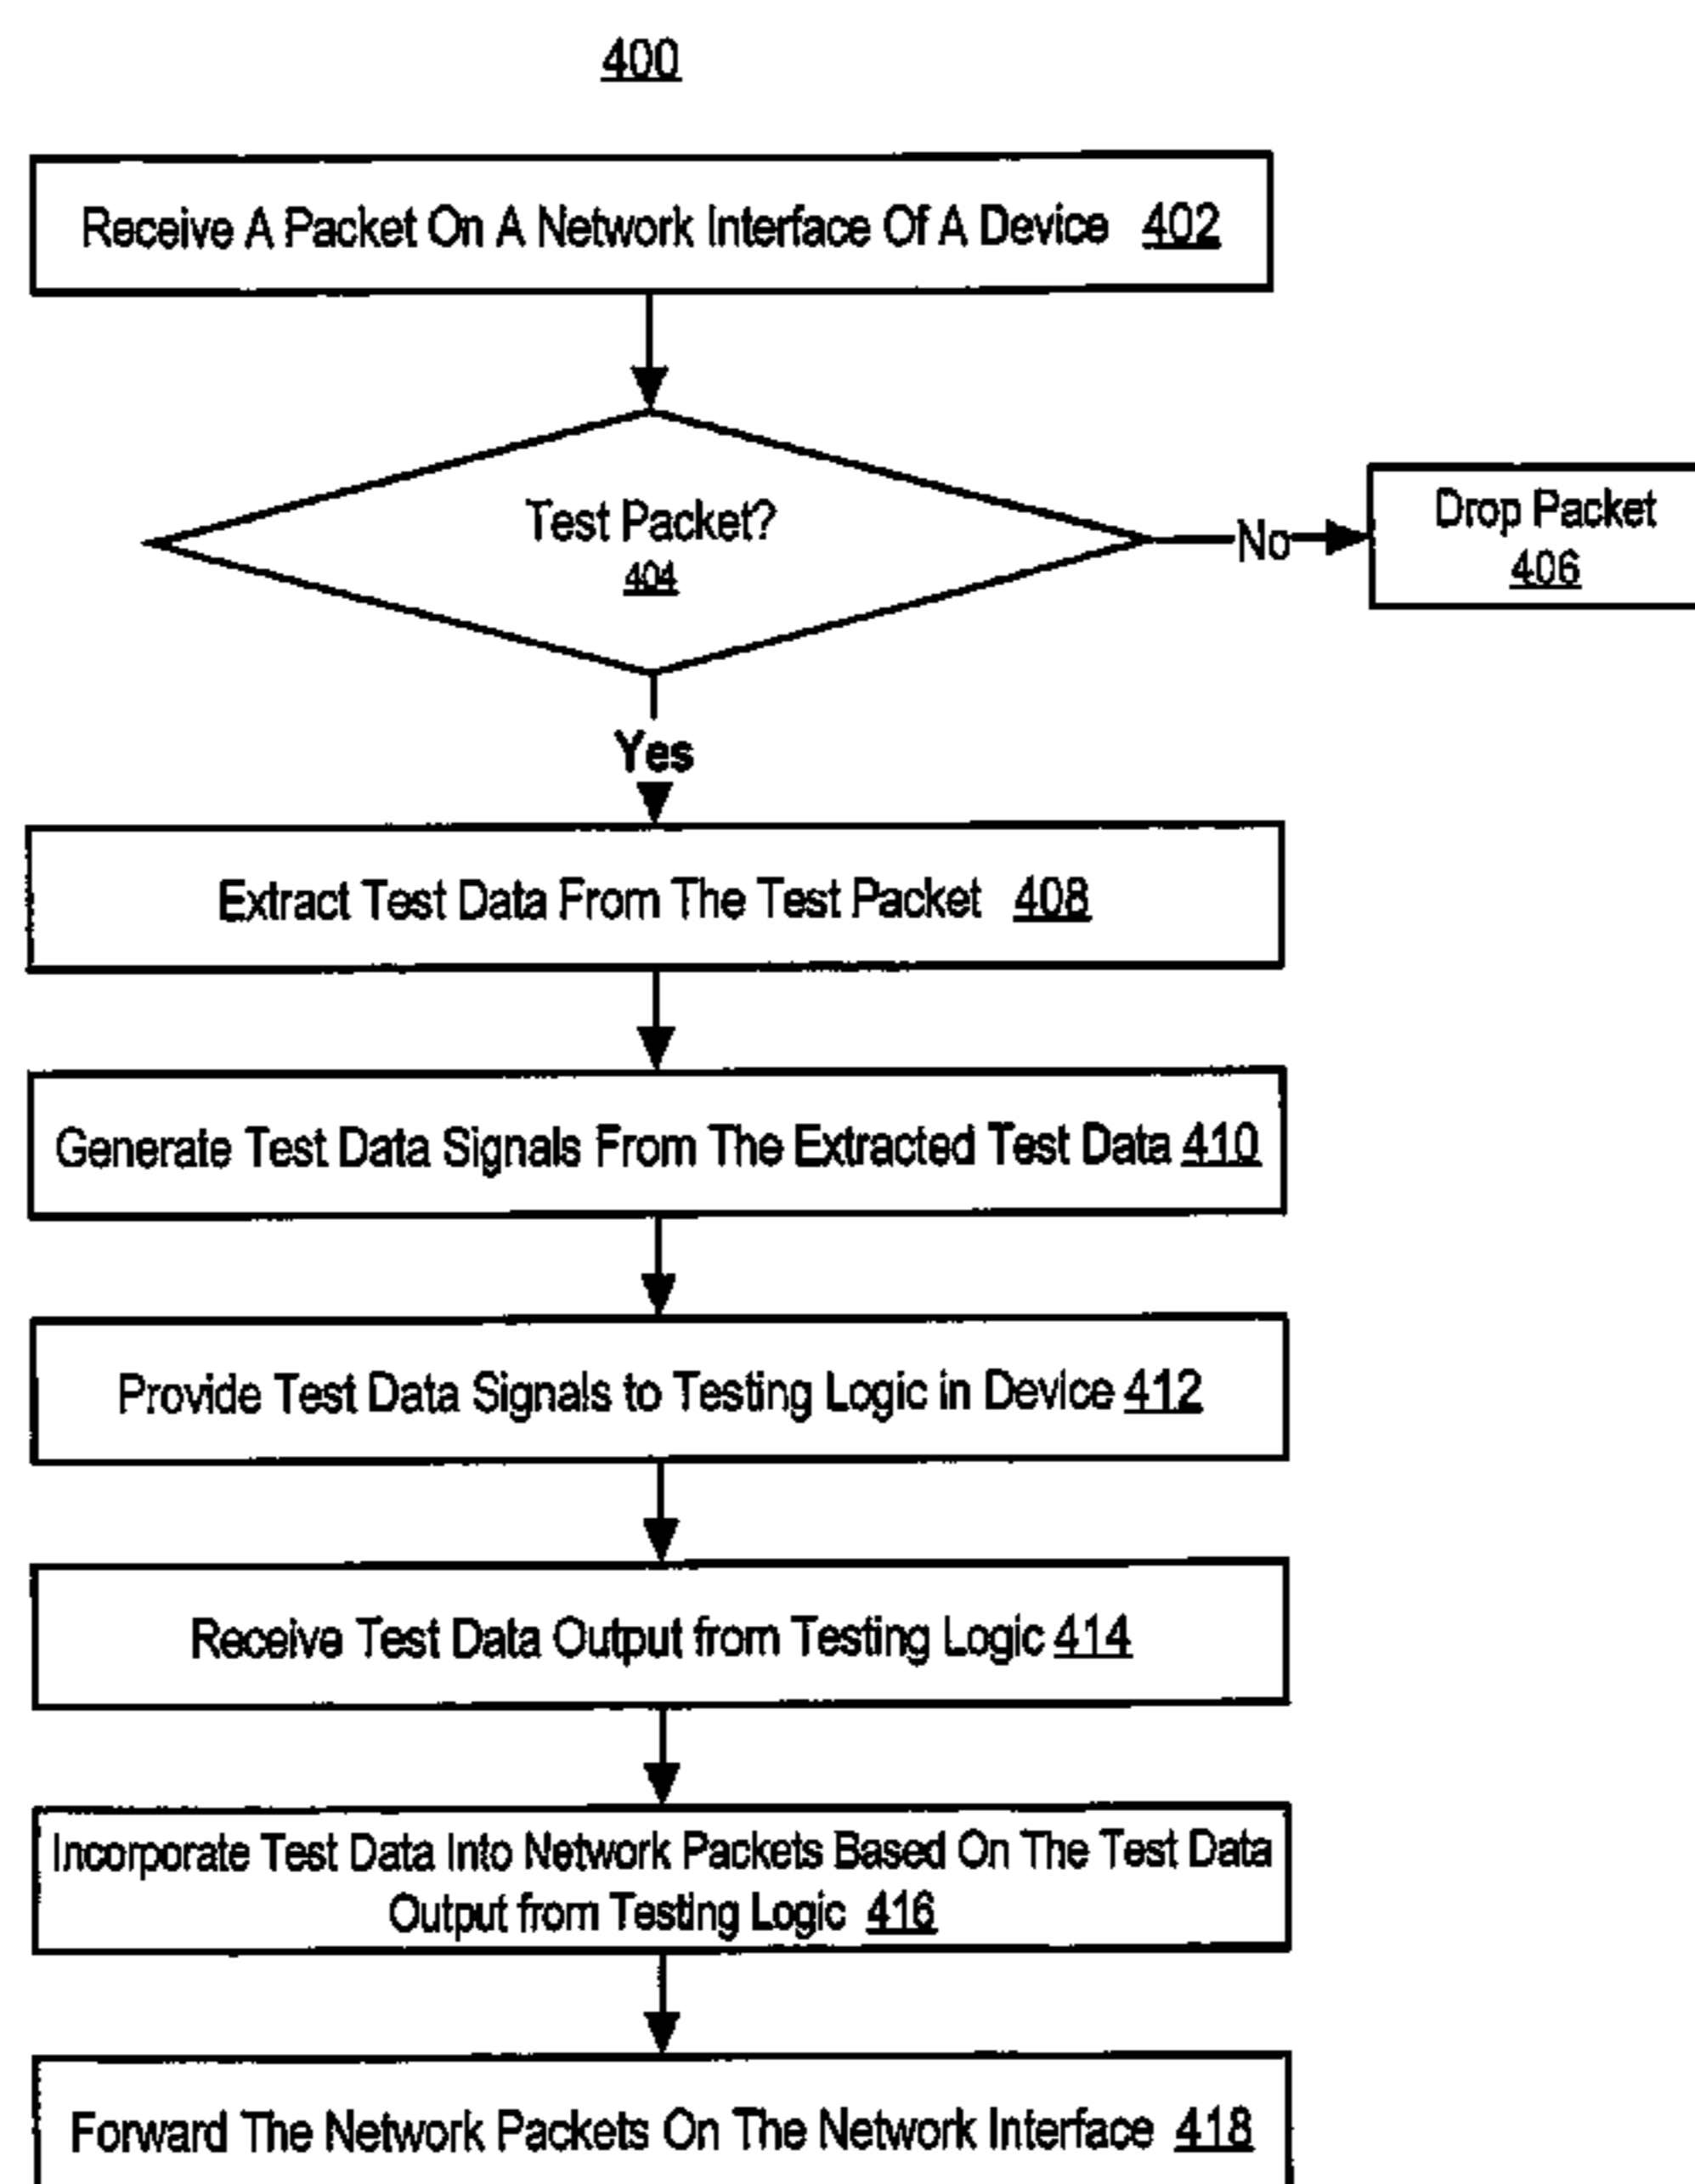 400
Receive A Packet On A Network Interface Of A Device 402
Test Packet?
404
No
Drop Packet
406
Yes
Extract Test Data From The Test Packet 408
Generate Test Data Signals From The Extracted Test Data 410
Provide Test Data Signals to Testing Logic in Device 412
Receive Test Data Output from Testing Logic 414
Incorporate Test Data Into Network Packets Based On The Test Data
Output from Testing Logic 416
Forward The Network Packets On The Network Interface 418